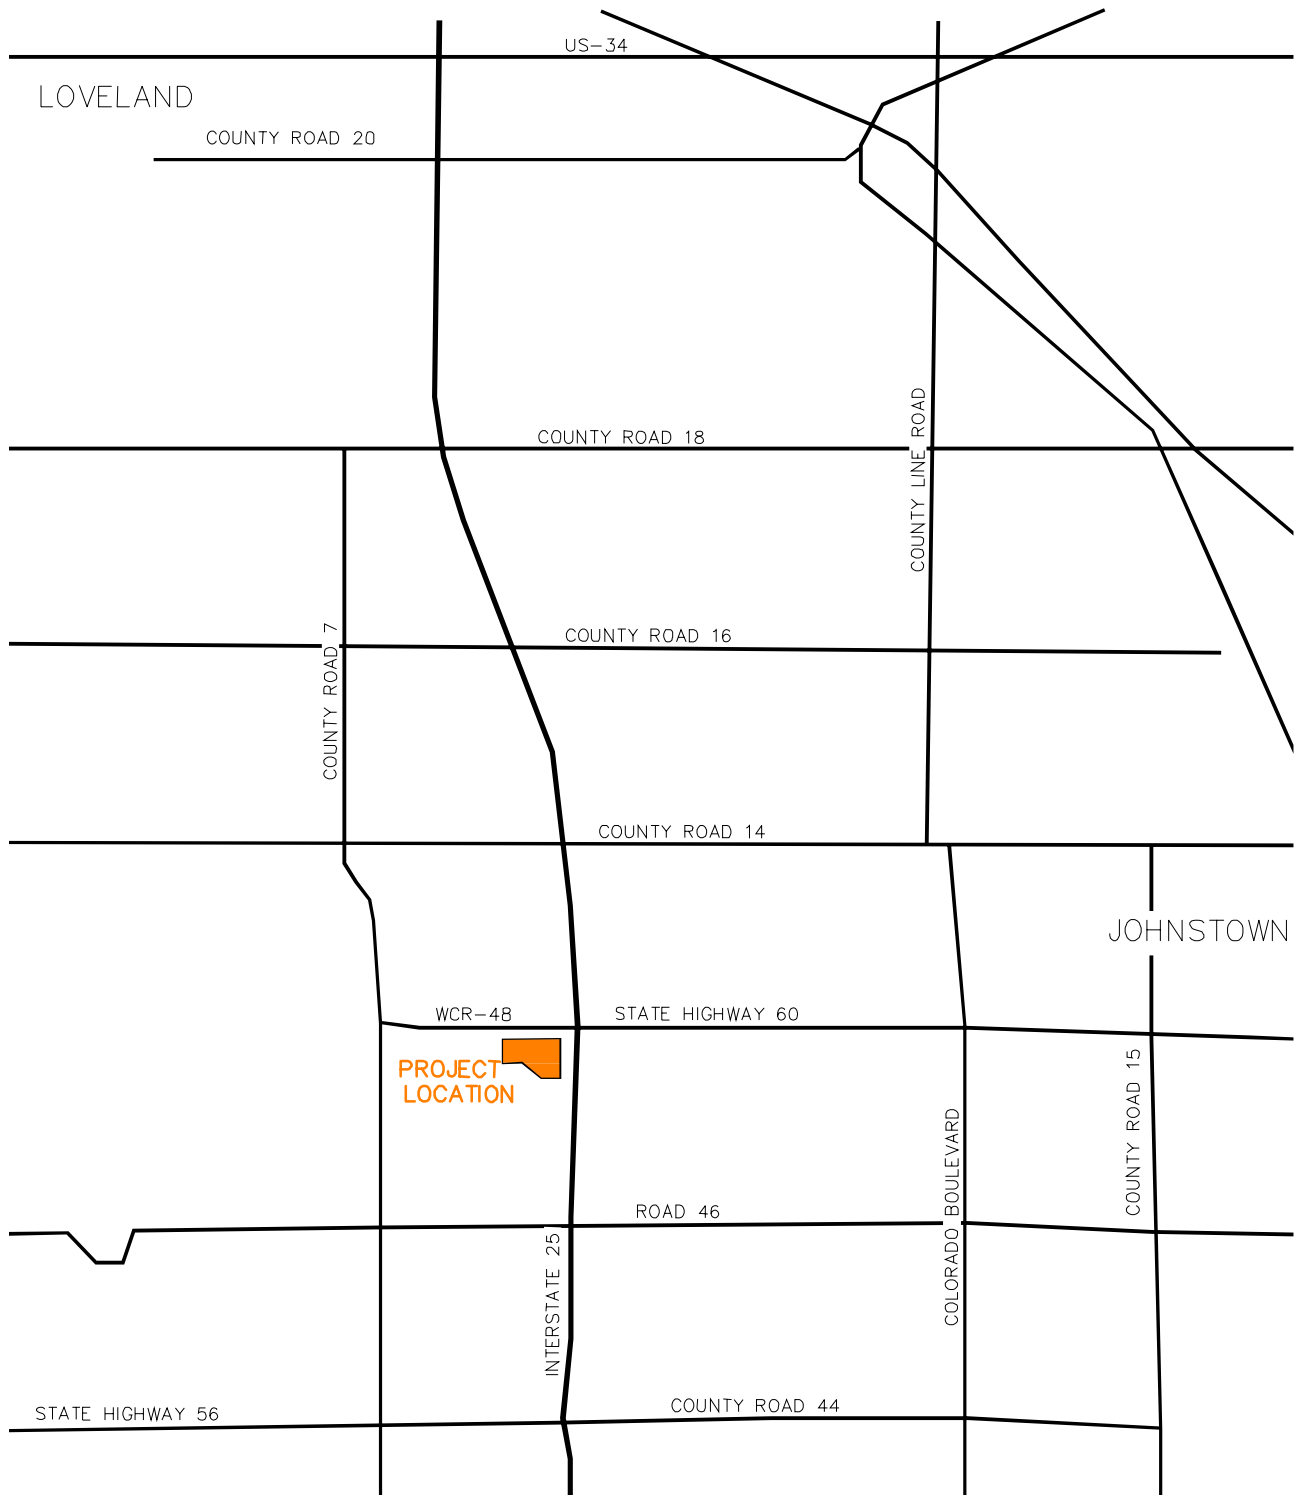 US-34
LOVELAND
COUNTY ROAD 20
COUNTY ROAD 18
COUNTY LINE ROAD
COUNTY ROAD 16
COUNTY ROAD 7
COUNTY ROAD 14
JOHNSTOWN
WCR-48
STATE HIGHWAY 60
PROJECT
LOCATION
COUNTY ROAD 15
COLORADO BOULEVARD
ROAD 46
INTERSTATE 25
COUNTY ROAD 44
STATE HIGHWAY 56